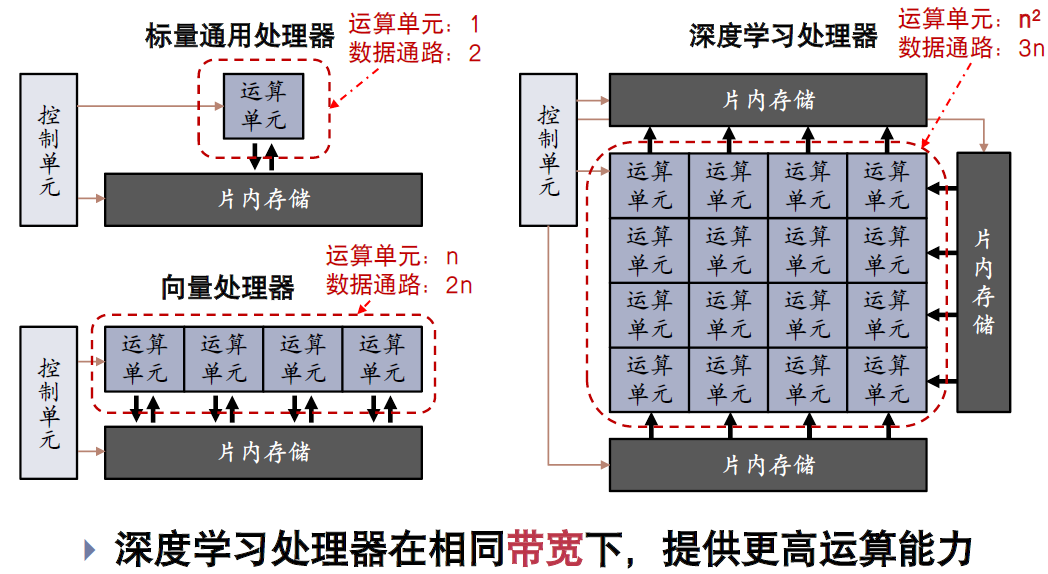 标量通用处理器
运算单元：1
数据通路：2
控制单元
运算
单元
片内存储
向量处理器
运算单元：n
数据通路：2n
控制单元
运算 运算 运算 运算
单元 单元 单元 单元
片内存储
深度学习处理器
运算单元：n²
数据通路：3n
控制单元
片内存储
运算 运算 运算 运算
单元 单元 单元 单元
运算 运算 运算 运算
单元 单元 单元 单元
运算 运算 运算 运算
单元 单元 单元 单元
运算 运算 运算 运算
单元 单元 单元 单元
片内存储
片内存储
深度学习处理器在相同带宽下，提供更高运算能力